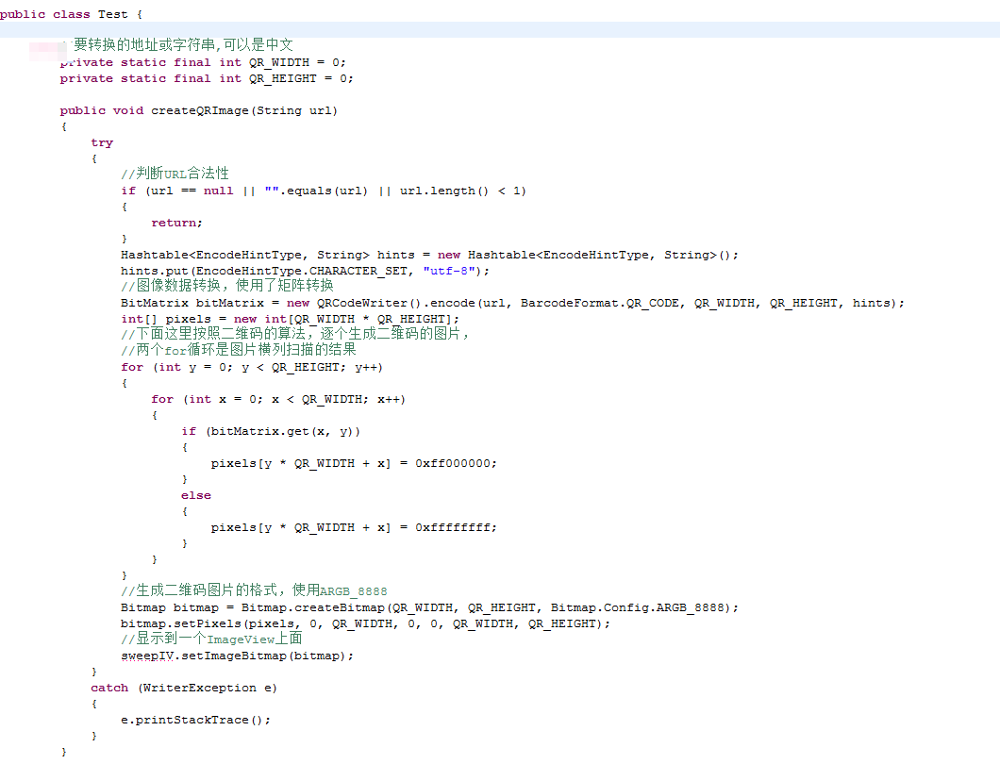 public class Test {
要转换的地址或字符串,可以是中文
private static final int QR_WIDTH = 0;
private static final int QR_HEIGHT = 0;
public void createQRImage(String url)
{
try
{
//判断URL合法性
if (url == null || "".equals(url) || url.length() < 1)
{
return;
}
Hashtable<EncodeHintType, String> hints = new Hashtable<EncodeHintType, String>();
hints.put(EncodeHintType.CHARACTER_SET, "utf-8");
//图像数据转换，使用了矩阵转换
BitMatrix bitMatrix = new QRCodeWriter().encode(url, BarcodeFormat.QR_CODE, QR_WIDTH, QR_HEIGHT, hints);
int[] pixels = new int[QR_WIDTH * QR_HEIGHT];
//下面这里按照二维码的算法，逐个生成二维码的图片，
//两个for循环是图片横列扫描的结果
for (int y = 0; y < QR_HEIGHT; y++)
{
for (int x = 0; x < QR_WIDTH; x++)
{
if (bitMatrix.get(x, y))
{
pixels[y * QR_WIDTH + x] = 0xff000000;
}
else
{
pixels[y * QR_WIDTH + x] = 0xffffffff;
}
}
}
//生成二维码图片的格式，使用ARGB_8888
Bitmap bitmap = Bitmap.createBitmap(QR_WIDTH, QR_HEIGHT, Bitmap.Config.ARGB_8888);
bitmap.setPixels(pixels, 0, QR_WIDTH, 0, 0, QR_WIDTH, QR_HEIGHT);
//显示到一个ImageView上面
sweepIV.setImageBitmap(bitmap);
}
catch (WriterException e)
{
e.printStackTrace();
}
}